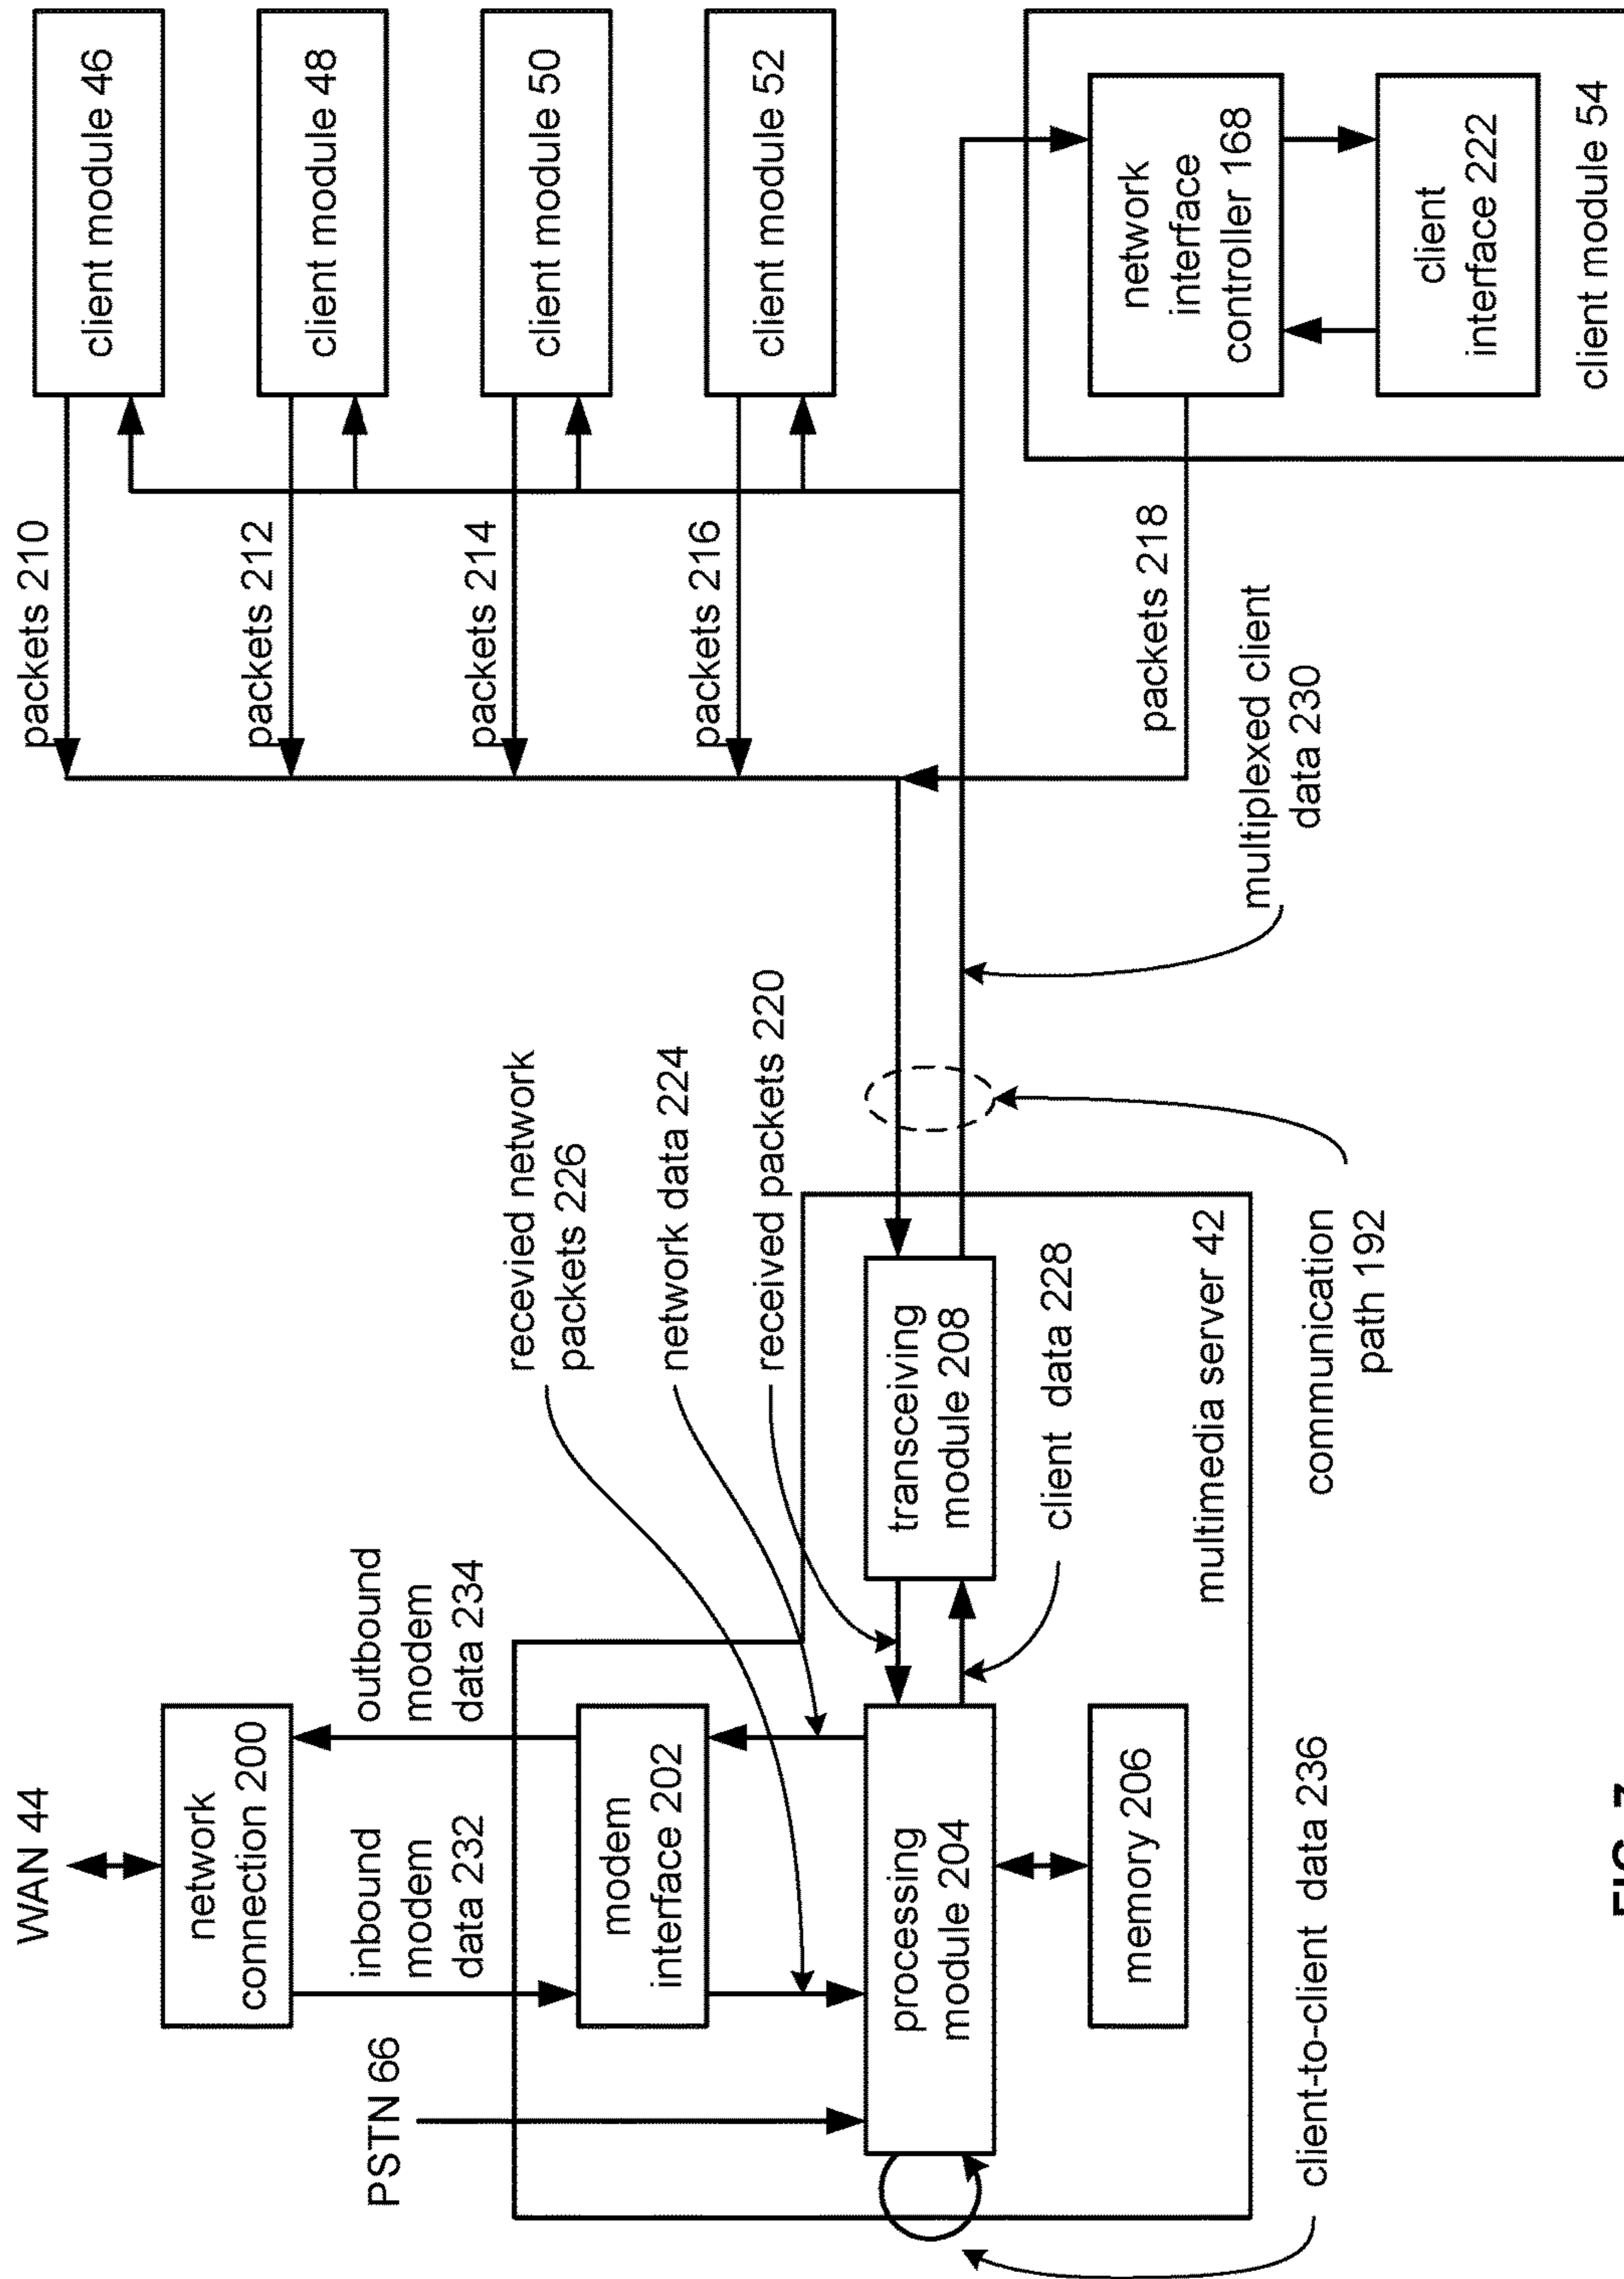 WAN 44
network
connection 200
inbound
modem
data 232
outbound
modem
data 234
PSTN 66
modem
interface 202
recevied network
packets 226
network data 224
received packets 220
processing
module 204
transceiving
module 208
client data 228
memory 206
multimedia server 42
client-to-client data 236
communication
path 192
multiplexed client
data 230
packets 210
client module 46
packets 212
client module 48
packets 214
client module 50
packets 216
client module 52
packets 218
network
interface
controller 168
client
interface 222
client module 54
FIG. 7